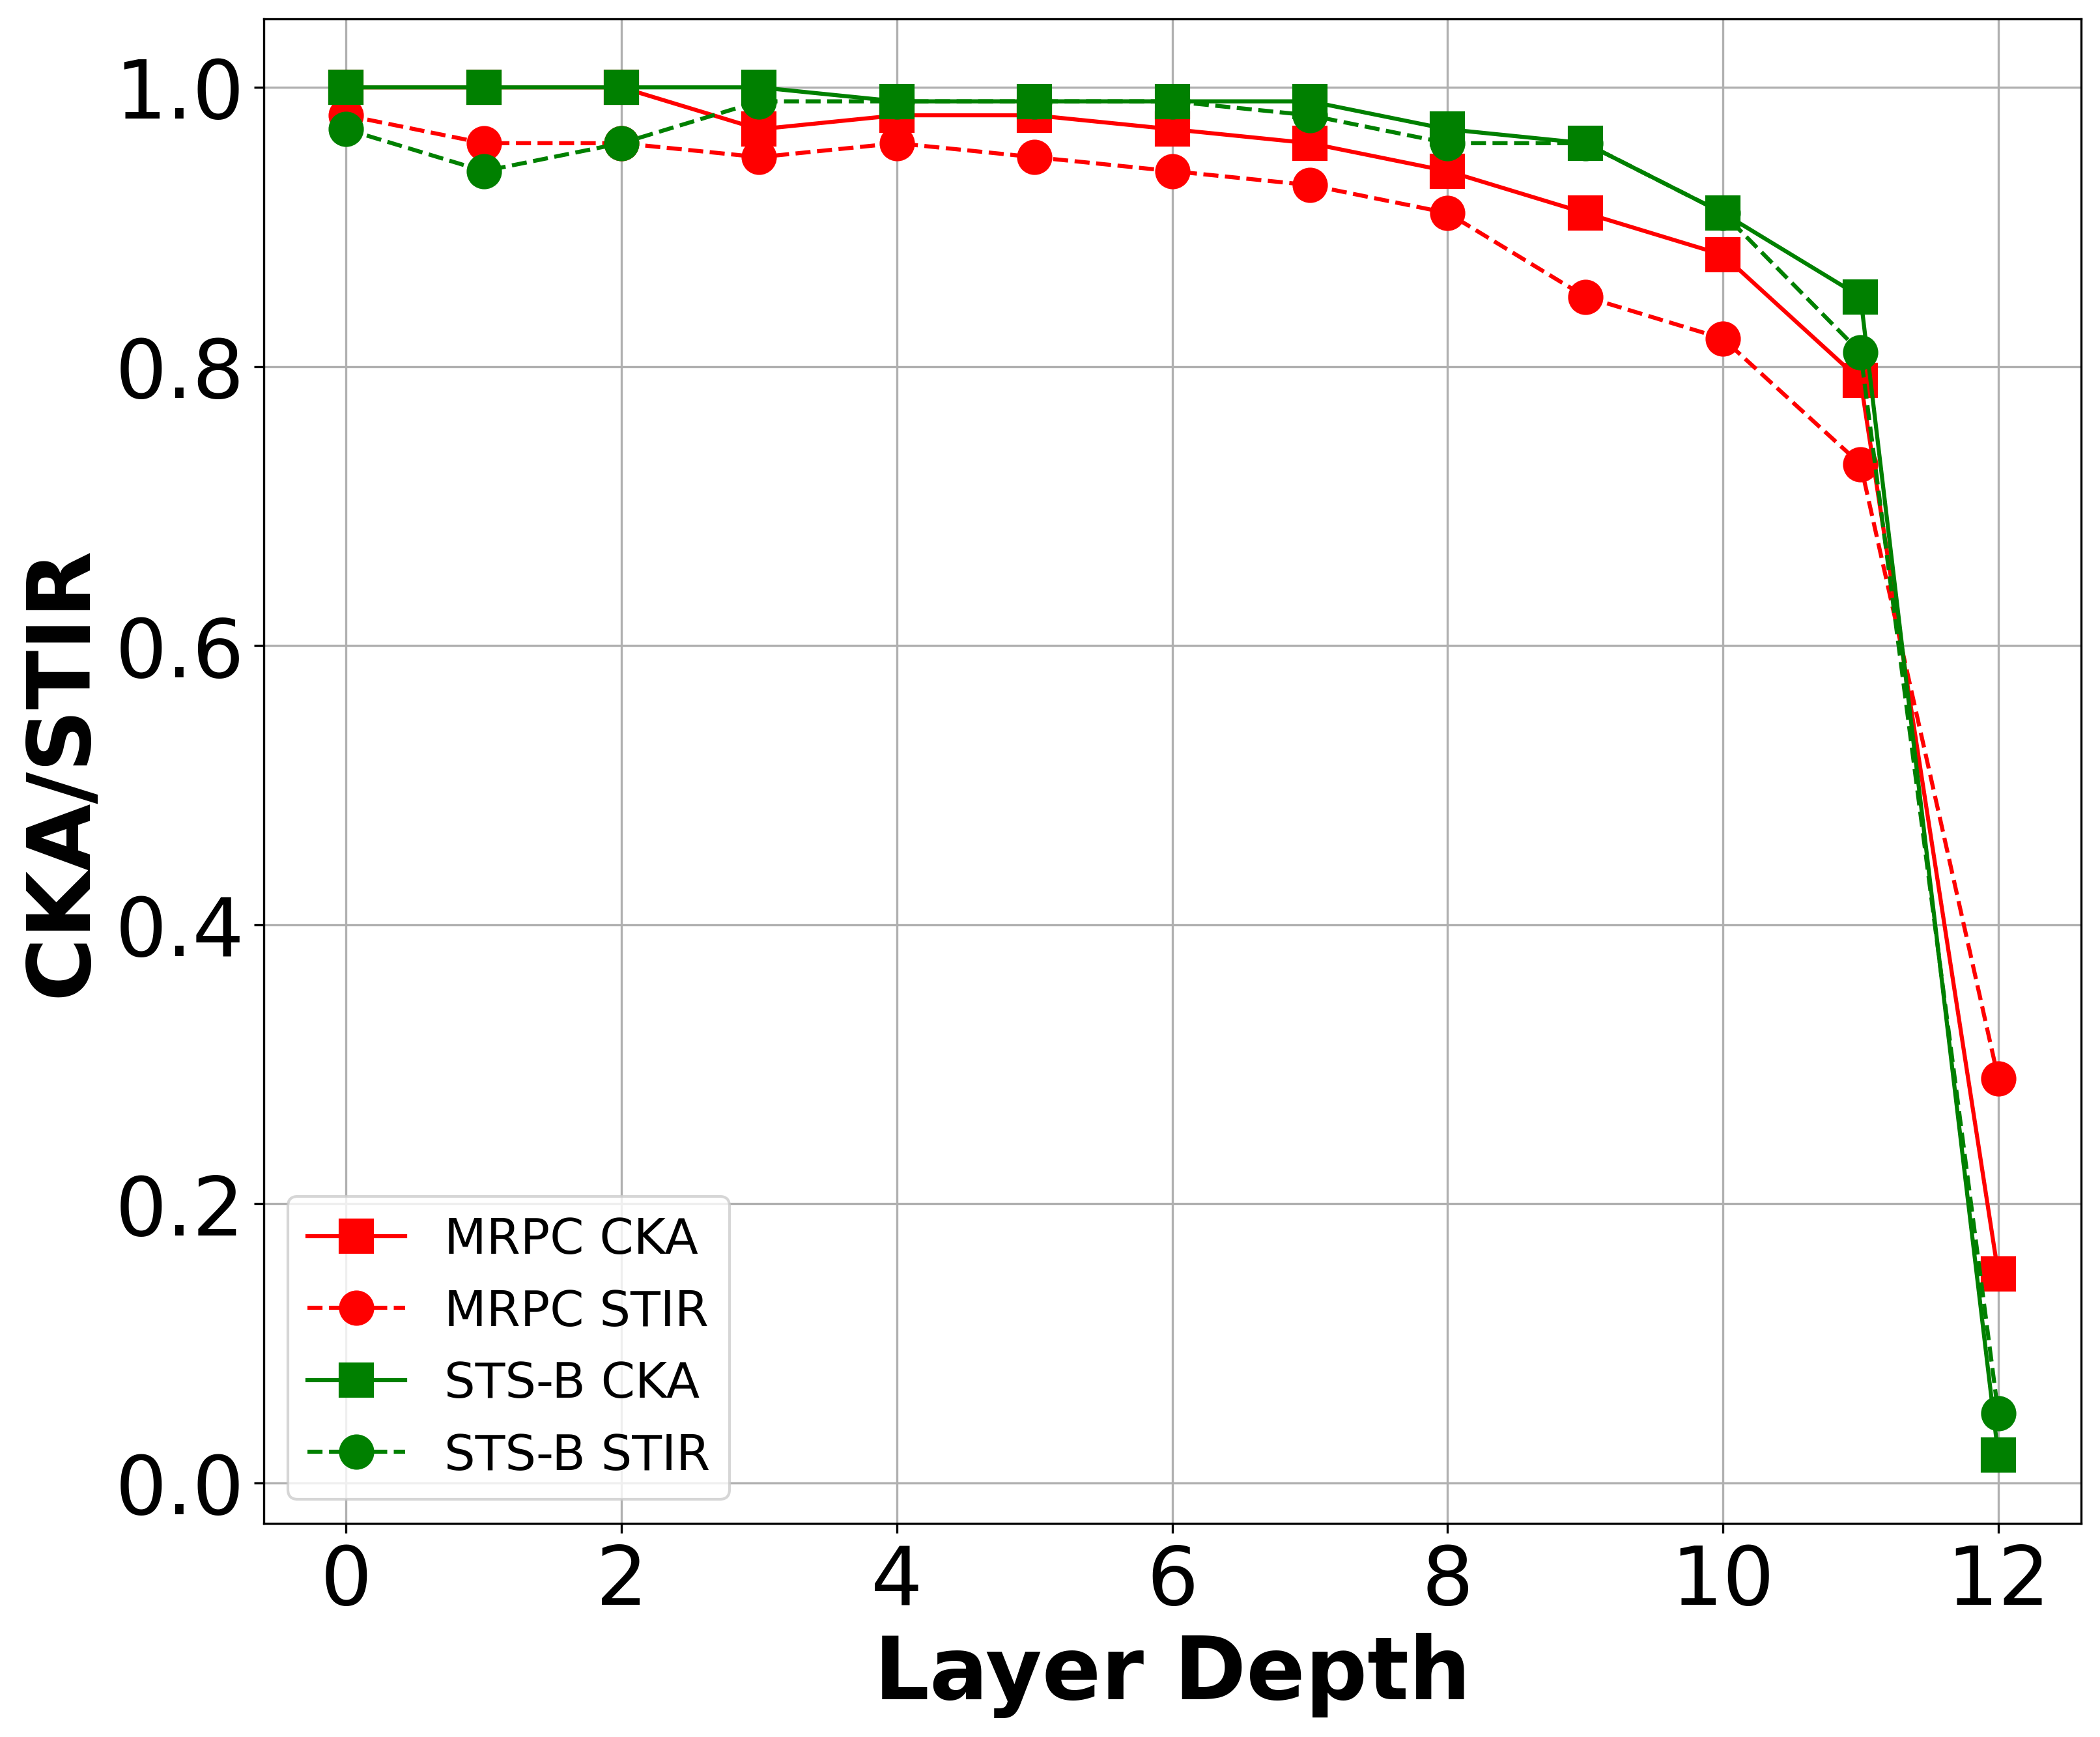 CKA/STIR
1.0
0.8
0.6
0.4
0.2
0.0
MRPC CKA
MRPC STIR
STS-B CKA
STS-B STIR
0 2 4 6 8 10 12
Layer Depth